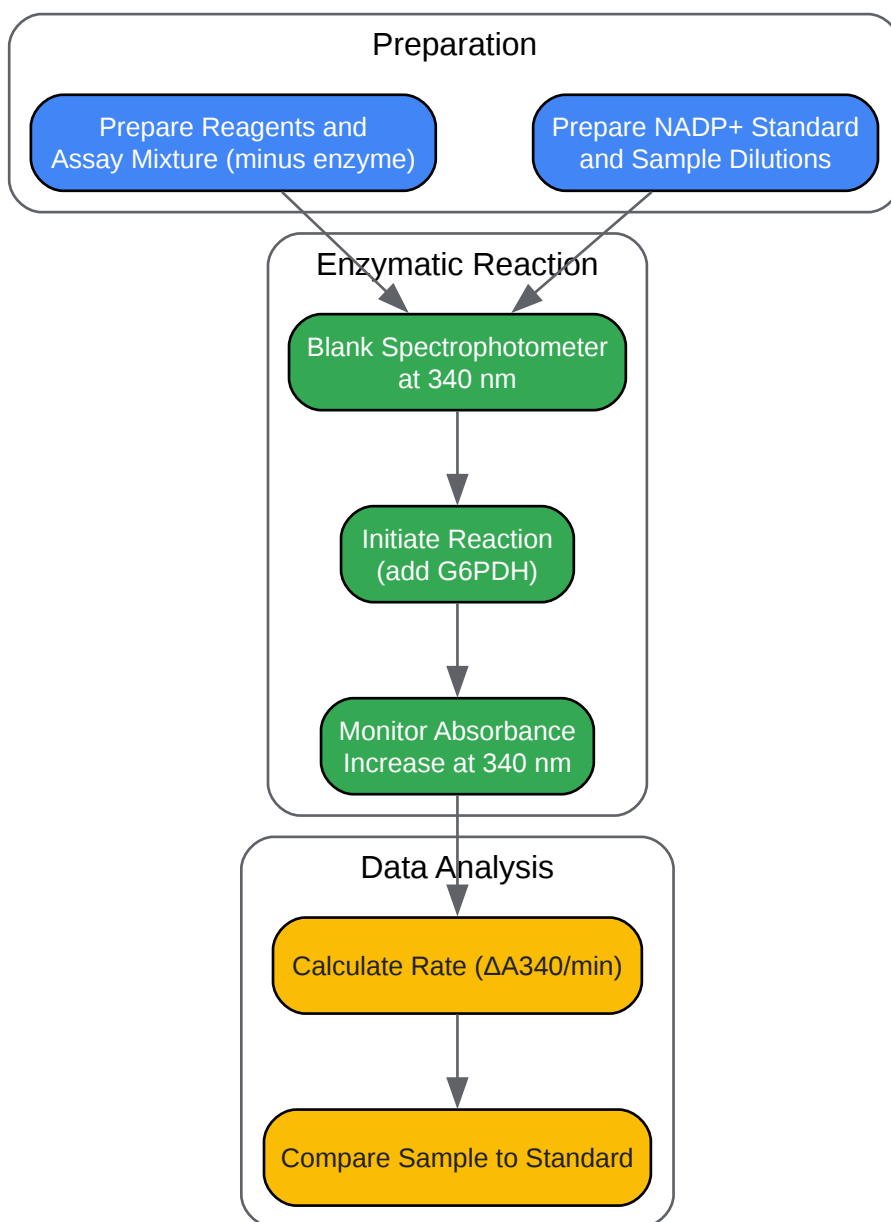 Preparation
Prepare Reagents and
Assay Mixture (minus enzyme)
Prepare NADP+ Standard
and Sample Dilutions
Enzymatic Reaction
Blank Spectrophotometer
at 340 nm
Initiate Reaction
(add G6PDH)
Monitor Absorbance
Increase at 340 nm
Data Analysis
Calculate Rate (ΔA340/min)
Compare Sample to Standard